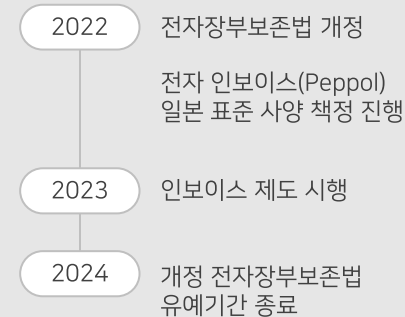 2022
전자장부보존법 개정
전자 인보이스(Peppol)
일본 표준 사양 책정 진행
2023
인보이스 제도 시행
2024
개정 전자장부보존법
유예기간 종료